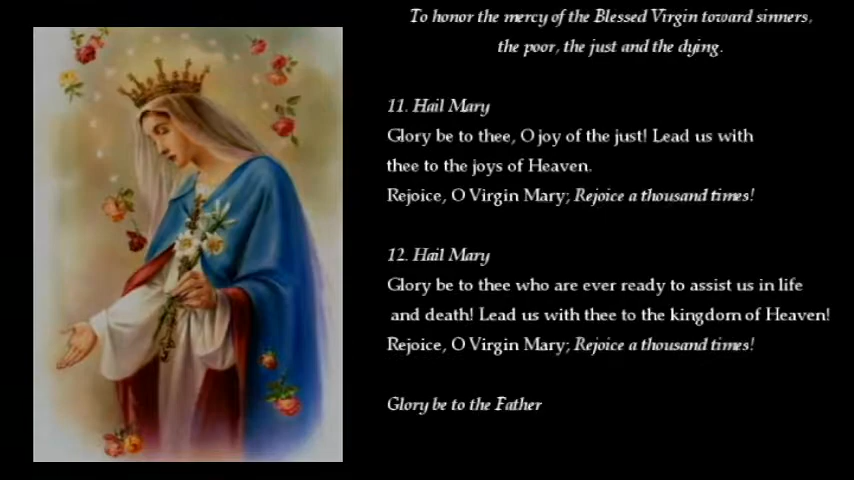 To honor the mercy of the Blessed Virgin toward sinners,
the poor, the just and the dying.
11. Hail Mary
Glory be to thee, O joy of the just! Lead us with
thee to the joys of Heaven.
Rejoice, O Virgin Mary; Rejoice a thousand times!
12. Hail Mary
Glory be to thee who are ever ready to assist us in life
and death! Lead us with thee to the kingdom of Heaven!
Rejoice, O Virgin Mary; Rejoice a thousand times!
Glory be to the Father